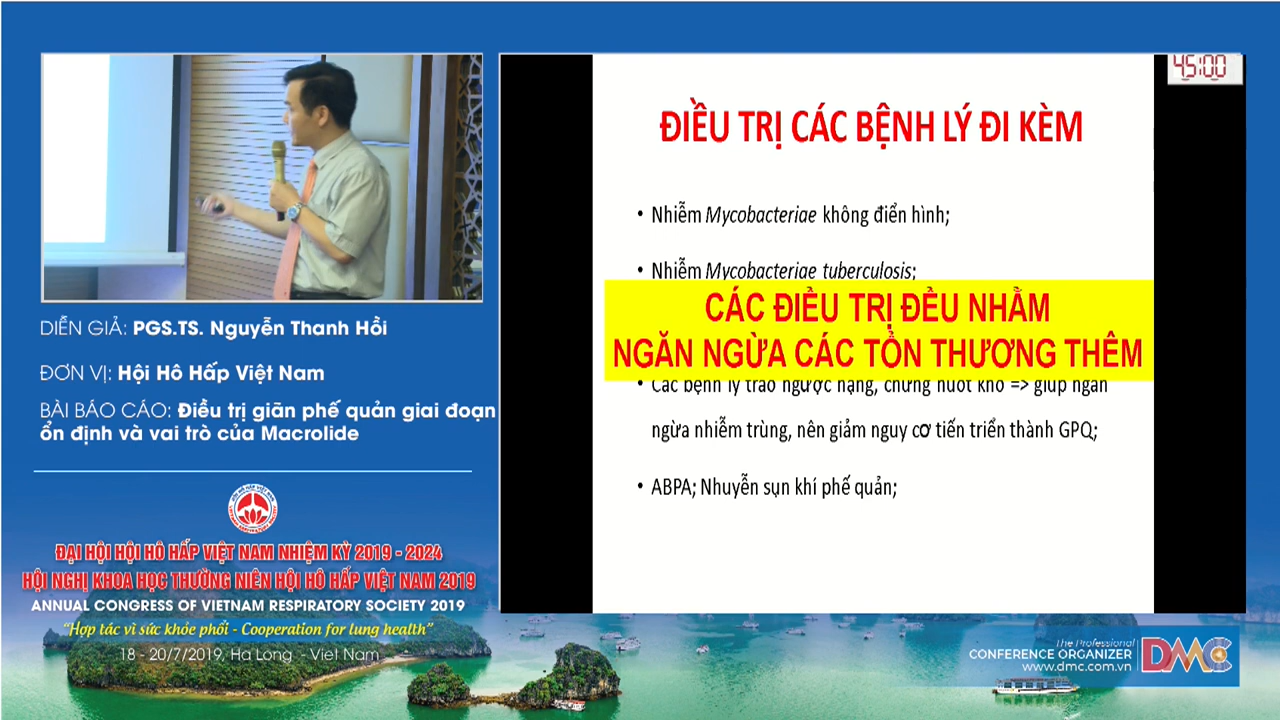 45:00
ĐIỀU TRỊ CÁC BỆNH LÝ ĐI KÈM
• Nhiễm Mycobacteriae không điển hình;
• Nhiễm Mycobacteriae tuberculosis;
CÁC ĐIỀU TRỊ ĐỀU NHẰM
NGĂN NGỪA CÁC TỔN THƯƠNG THÊM
• Các bệnh lý trào ngược nặng, chứng nuốt khó => giúp ngăn
ngừa nhiễm trùng, nên giảm nguy cơ tiến triển thành GPQ;
• ABPA; Nhuyễn sụn khí phế quản;
DIỄN GIẢ: PGS.TS. Nguyễn Thanh Hồi
ĐƠN VỊ: Hội Hô Hấp Việt Nam
BÀI BÁO CÁO: Điều trị giãn phế quản giai đoạn
ổn định và vai trò của Macrolide
ĐẠI HỘI HỘI HÔ HẤP VIỆT NAM NHIỆM KỲ 2019 - 2024
HỘI NGHỊ KHOA HỌC THƯỜNG NIÊN HỘI HÔ HẤP VIỆT NAM 2019
ANNUAL CONGRESS OF VIETNAM RESPIRATORY SOCIETY 2019
“Hợp tác vì sức khỏe phổi - Cooperation for lung health”
18 - 20/7/2019, Ha Long - Viet Nam
The Professional
CONFERENCE ORGANIZER
www.dmc.com.vn
DMC